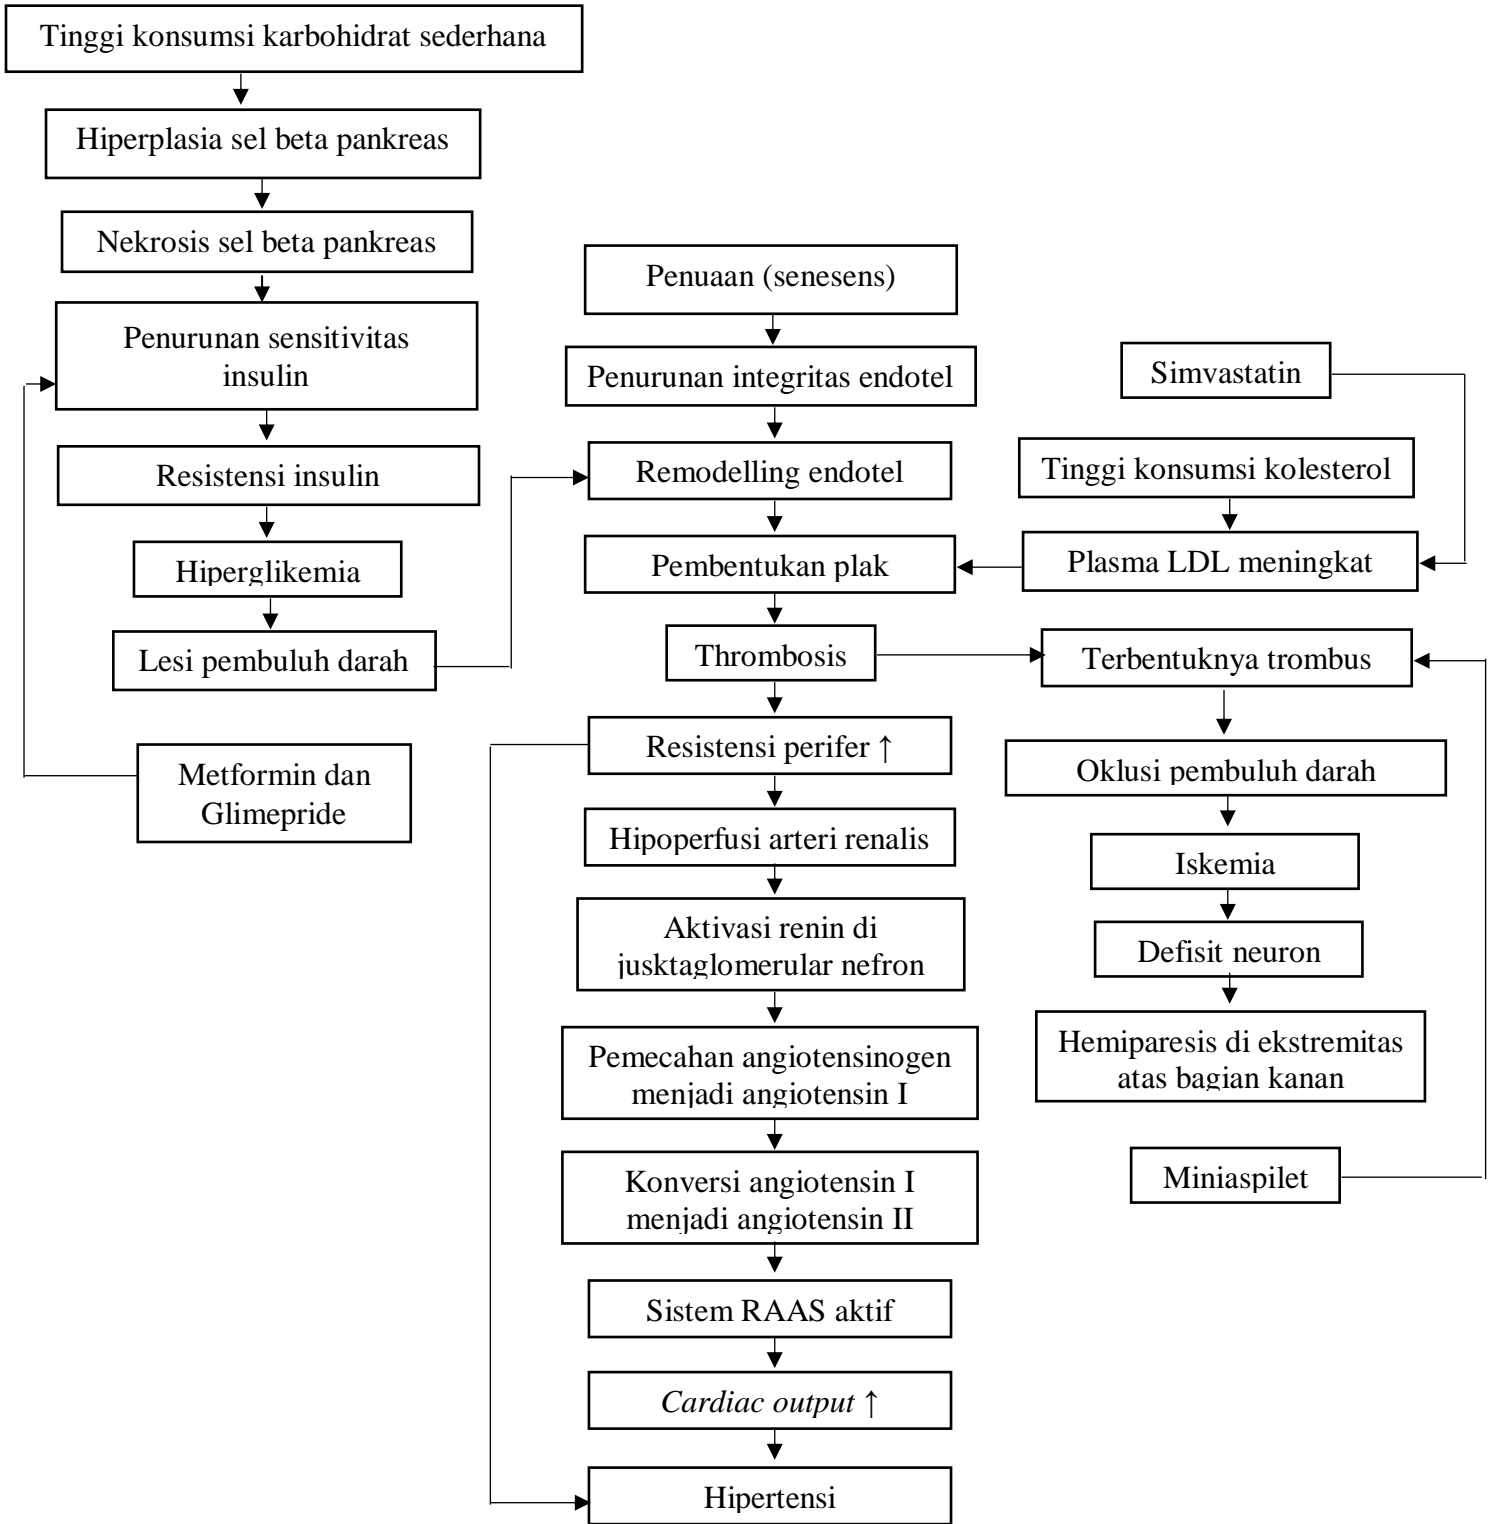 Tinggi konsumsi karbohidrat sederhana
Hiperplasia sel beta pankreas
Nekrosis sel beta pankreas
Penurunan sensitivitas
insulin
Resistensi insulin
Hiperglikemia
Lesi pembuluh darah
Metformin dan
Glimepride
Penuaan (senesens)
Penurunan integritas endotel
Remodelling endotel
Pembentukan plak
Thrombosis
Resistensi perifer ↑
Hipoperfusi arteri renalis
Aktivasi renin di
jusktaglomerular nefron
Pemecahan angiotensinogen
menjadi angiotensin I
Konversi angiotensin I
menjadi angiotensin II
Sistem RAAS aktif
Cardiac output ↑
Hipertensi
Simvastatin
Tinggi konsumsi kolesterol
Plasma LDL meningkat
Terbentuknya trombus
Oklusi pembuluh darah
Iskemia
Defisit neuron
Hemiparesis di ekstremitas
atas bagian kanan
Miniaspilet